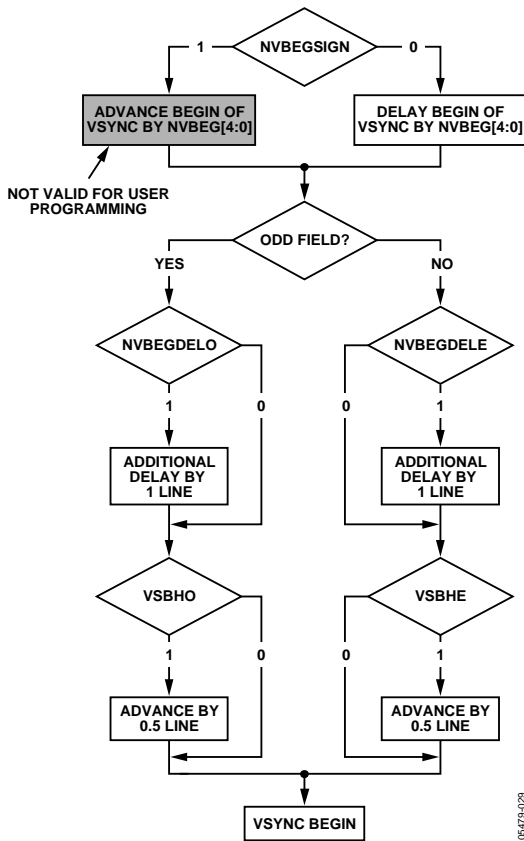 NVBEGSIGN
1
0
ADVANCE BEGIN OF
VSYNC BY NVBEG[4:0]
DELAY BEGIN OF
VSYNC BY NVBEG[4:0]
NOT VALID FOR USER
PROGRAMMING
ODD FIELD?
YES
NO
NVBEGDELO
NVBEGDELE
1
0
0
1
ADDITIONAL
DELAY BY
1 LINE
ADDITIONAL
DELAY BY
1 LINE
VSBHO
VSBHE
1
0
0
1
ADVANCE BY
0.5 LINE
ADVANCE BY
0.5 LINE
VSYNC BEGIN
05479-029